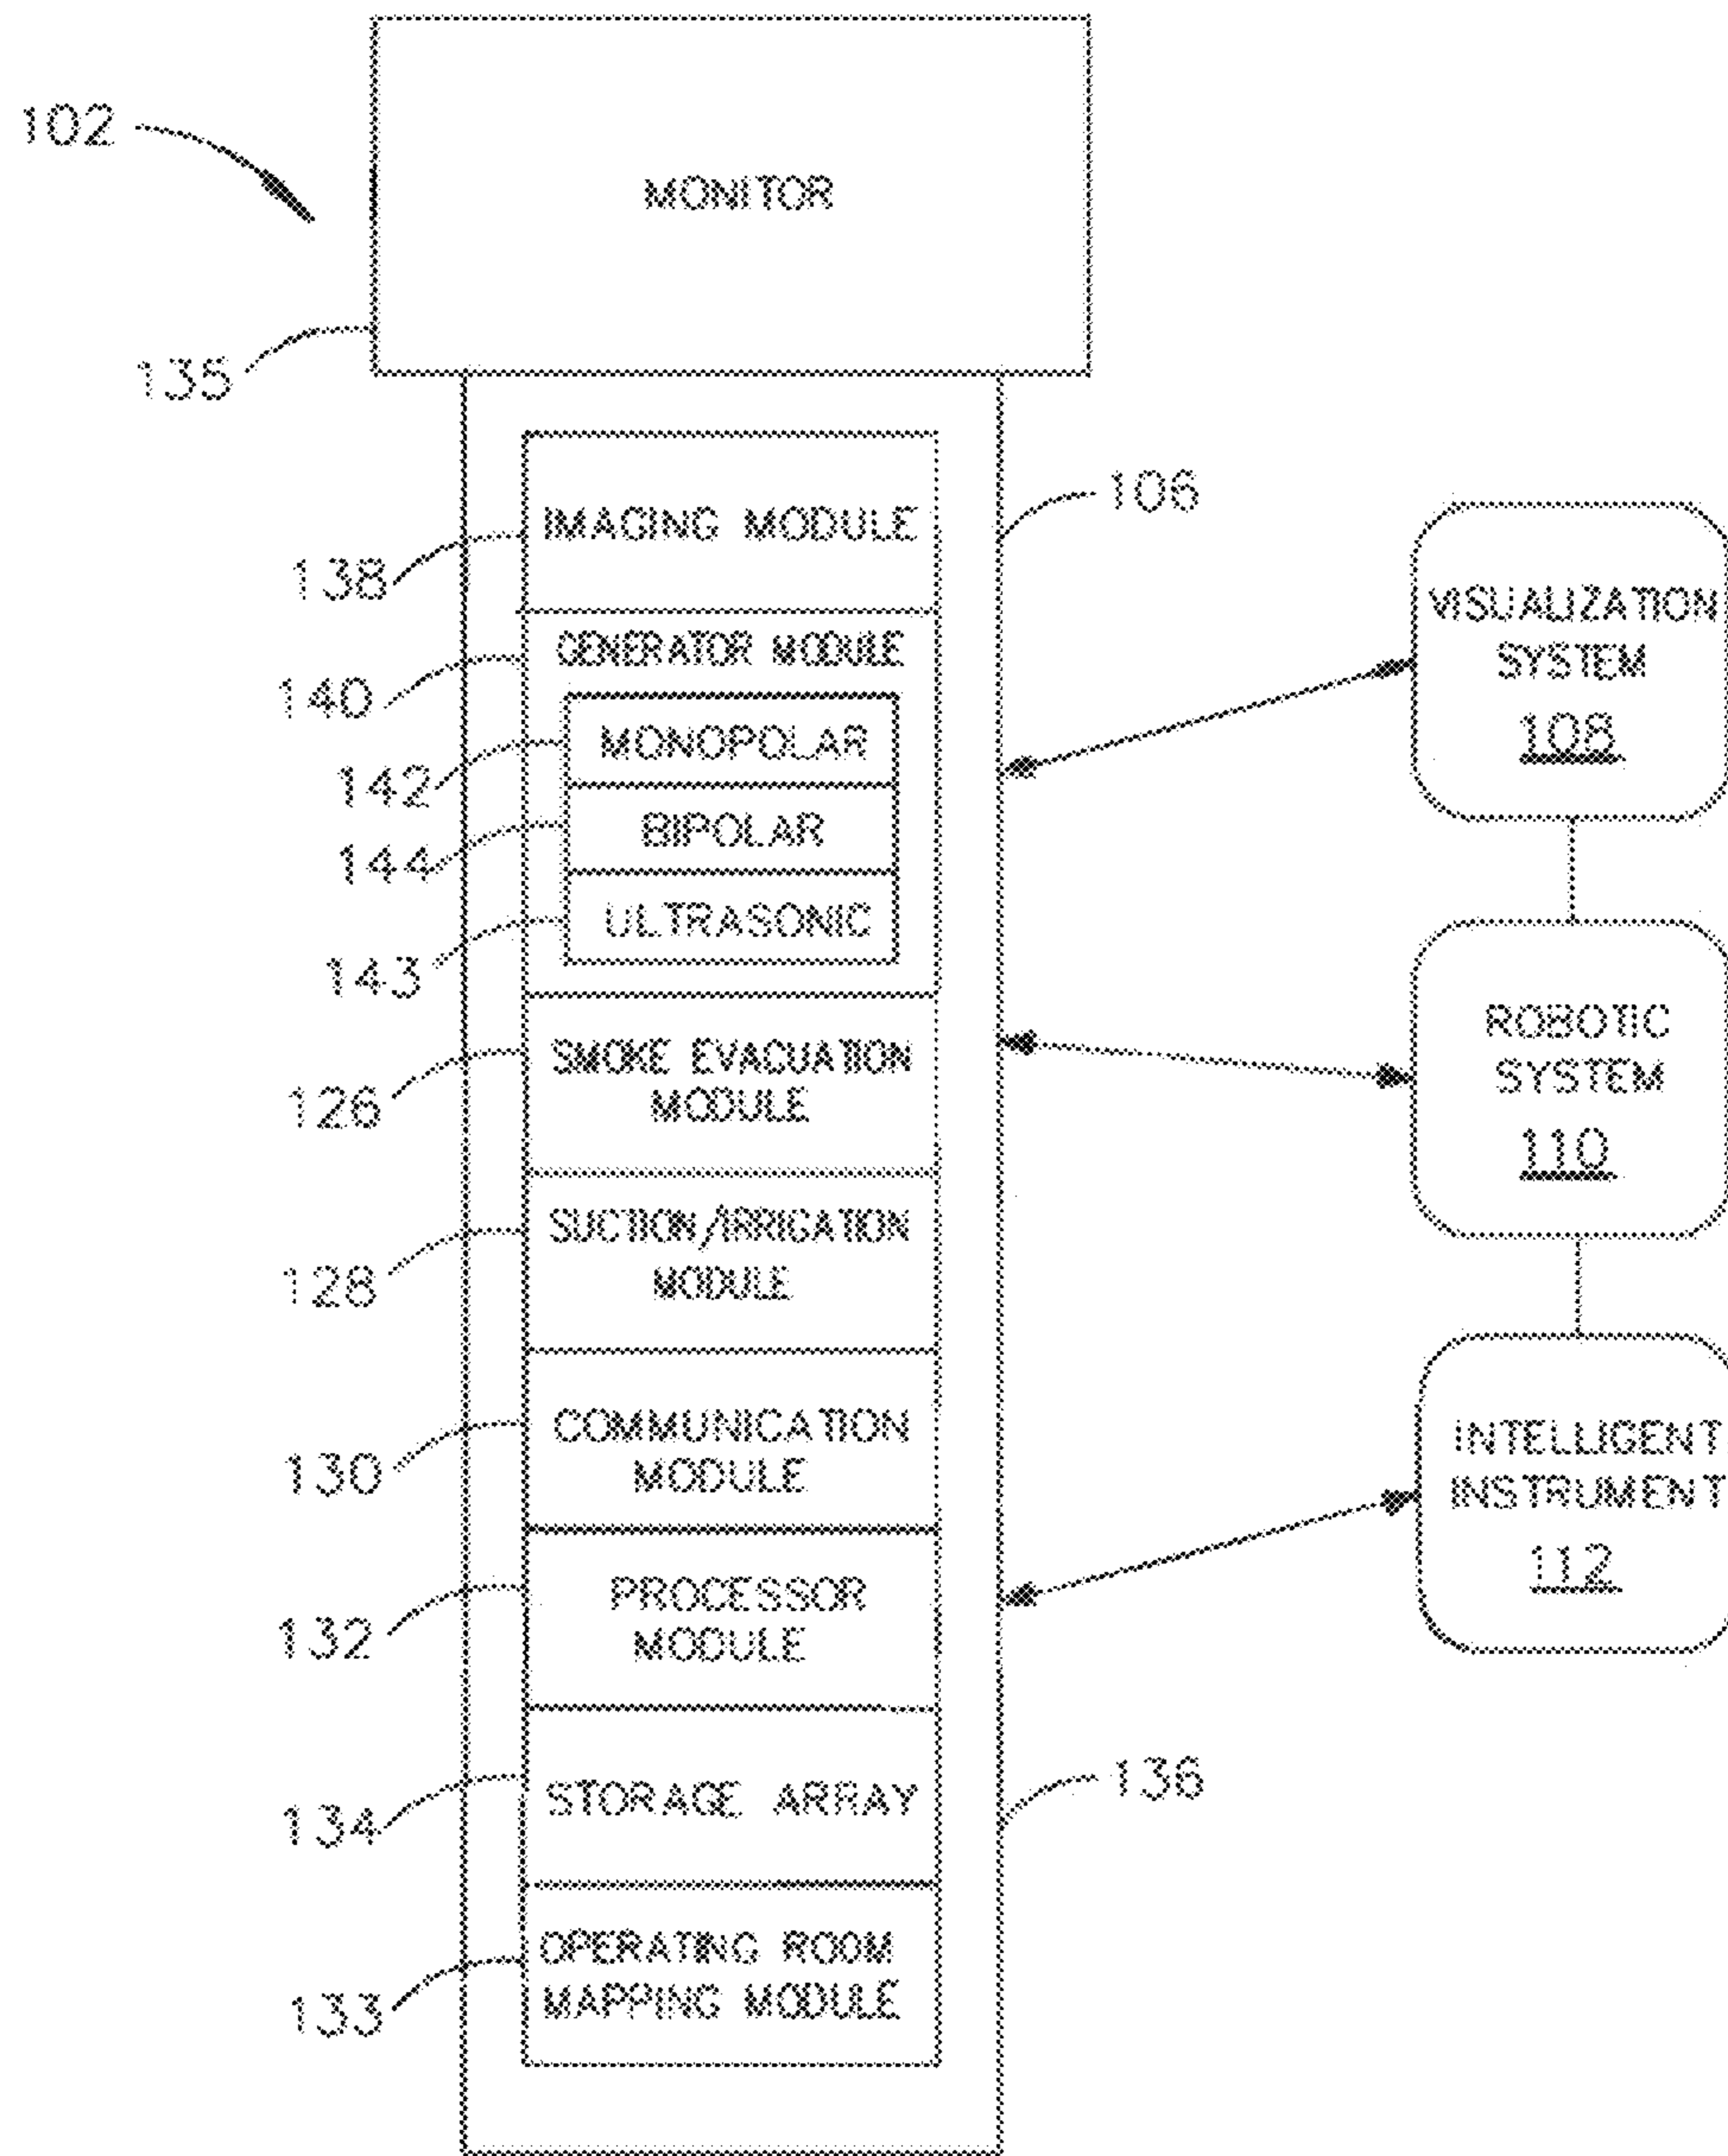 102
MONITOR
135
106
IMAGING MODULE
138
GENERATOR MODULE
140
MONOPOLAR
142
BIPOLAR
144
ULTRASONIC
143
SMOKE EVACUATION
MODULE
126
SUCTION/IRRIGATION
MODULE
128
COMMUNICATION
MODULE
130
PROCESSOR
MODULE
132
STORAGE ARRAY
134
136
OPERATING ROOM
MAPPING MODULE
133
VISUALIZATION
SYSTEM
108
ROBOTIC
SYSTEM
110
INTELLIGENT
INSTRUMENT
112